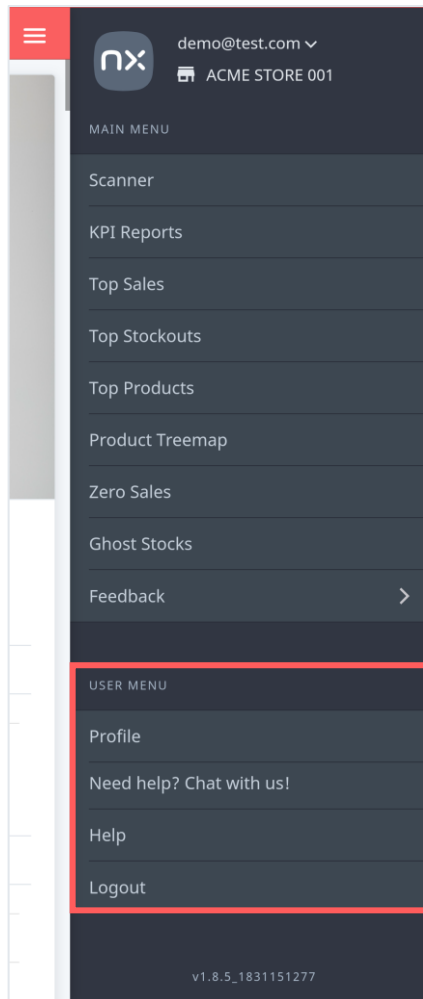 nx
demo@test.com
ACME STORE 001
MAIN MENU
Scanner
KPI Reports
Top Sales
Top Stockouts
Top Products
Product Treemap
Zero Sales
Ghost Stocks
Feedback
USER MENU
Profile
Need help? Chat with us!
Help
Logout
v1.8.5_1831151277